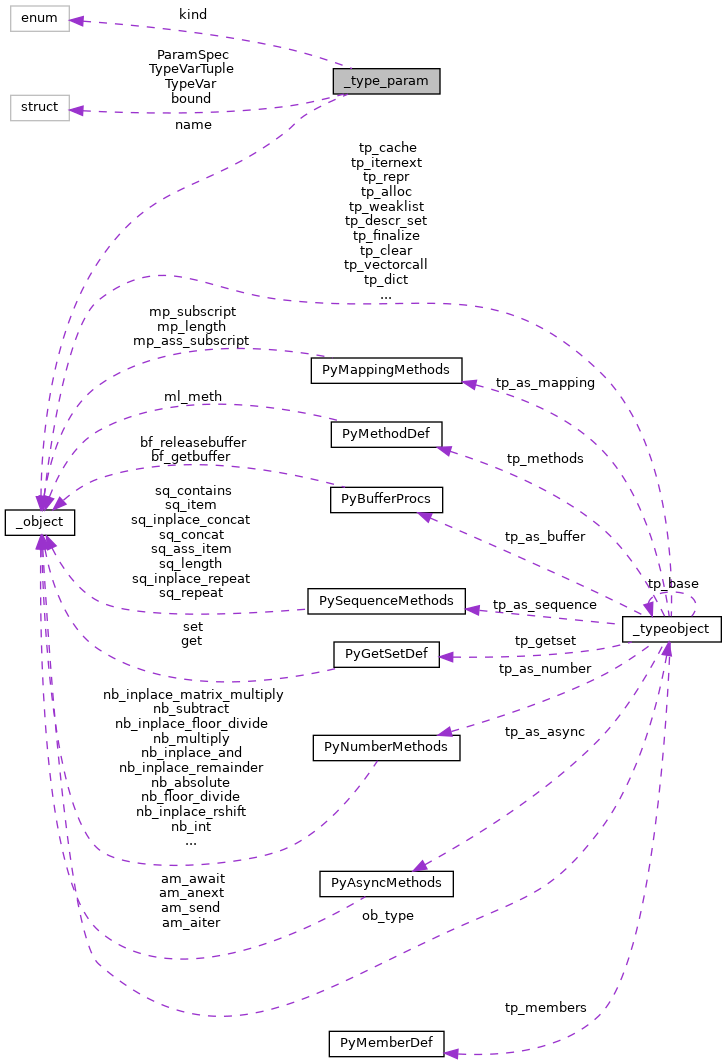 enum
kind
_type_param
ParamSpec
TypeVarTuple
TypeVar
bound
struct
name
tp_cache
tp_iternext
tp_repr
tp_alloc
tp_weaklist
tp_descr_set
tp_finalize
tp_clear
tp_vectorcall
tp_dict
...
mp_subscript
mp_length
mp_ass_subscript
PyMappingMethods
tp_as_mapping
ml_meth
PyMethodDef
tp_methods
bf_releasebuffer
bf_getbuffer
PyBufferProcs
_object
tp_as_buffer
sq_contains
sq_item
sq_inplace_concat
sq_concat
sq_ass_item
sq_length
sq_inplace_repeat
sq_repeat
PySequenceMethods
tp_as_sequence
tp_base
_typeobject
set
get
PyGetSetDef
tp_getset
tp_as_number
nb_inplace_matrix_multiply
nb_subtract
nb_inplace_floor_divide
nb_multiply
nb_inplace_and
nb_inplace_remainder
nb_absolute
nb_floor_divide
nb_inplace_rshift
nb_int
...
PyNumberMethods
tp_as_async
am_await
am_anext
am_send
am_aiter
PyAsyncMethods
ob_type
tp_members
PyMemberDef